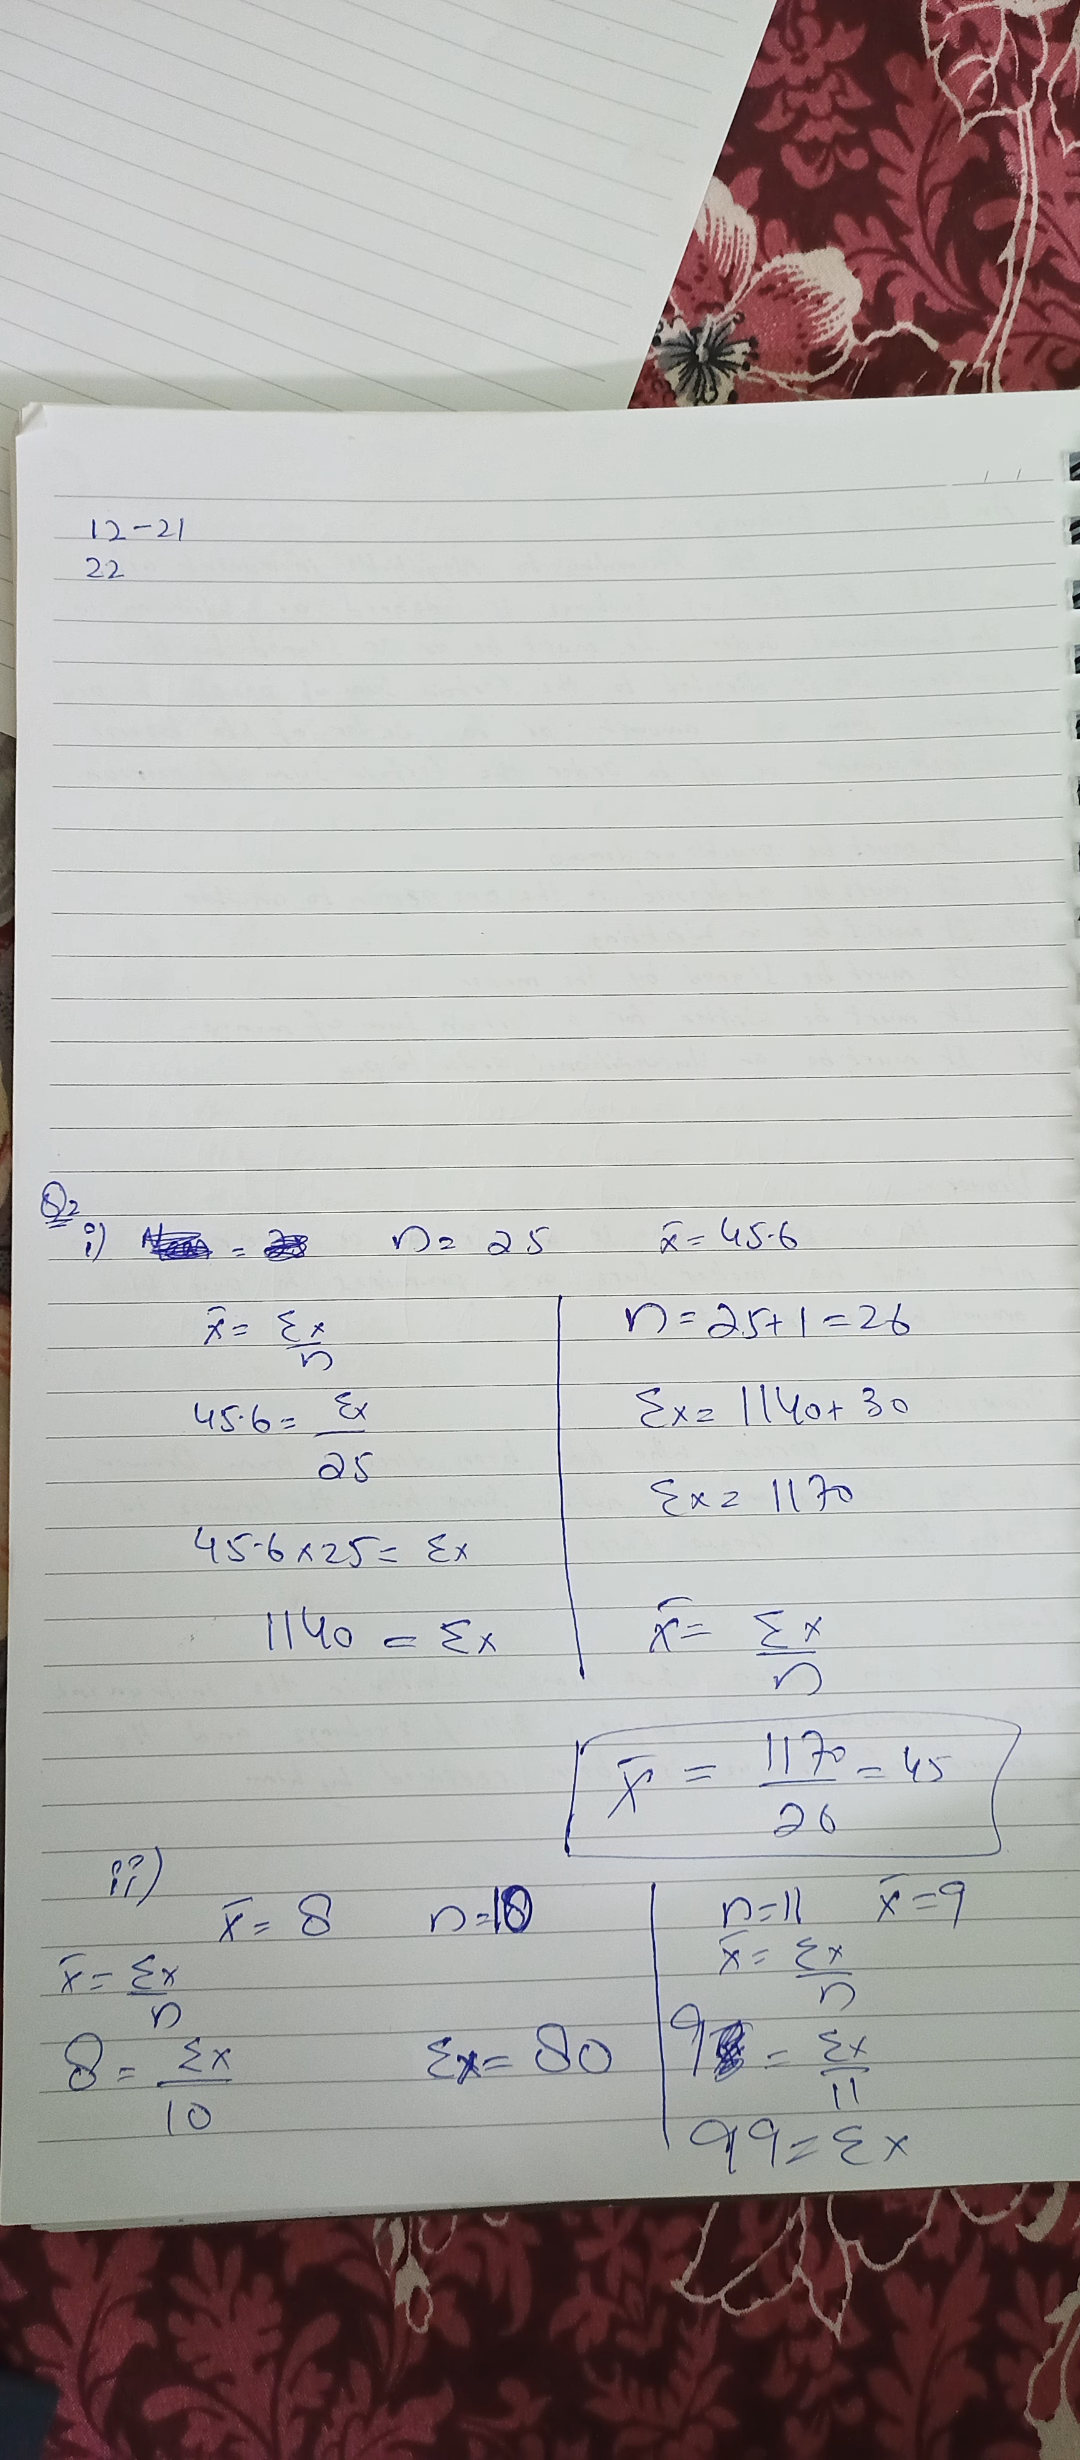 12-21
22
Q2
i) = n= 25 x̄= 45.6
x̄= Σx/n
45.6= Σx/25
45.6×25= Σx
1140 = Σx
n=25+1=26
Σx= 1140+30
Σx= 1170
x̄= Σx/n
x̄ = 1170/26 = 45
ii)
x̄= 8 n=10
x̄= Σx/n
8= Σx/10 Σx= 80
n=11 x̄=9
x̄= Σx/n
9 = Σx/11
99=Σx